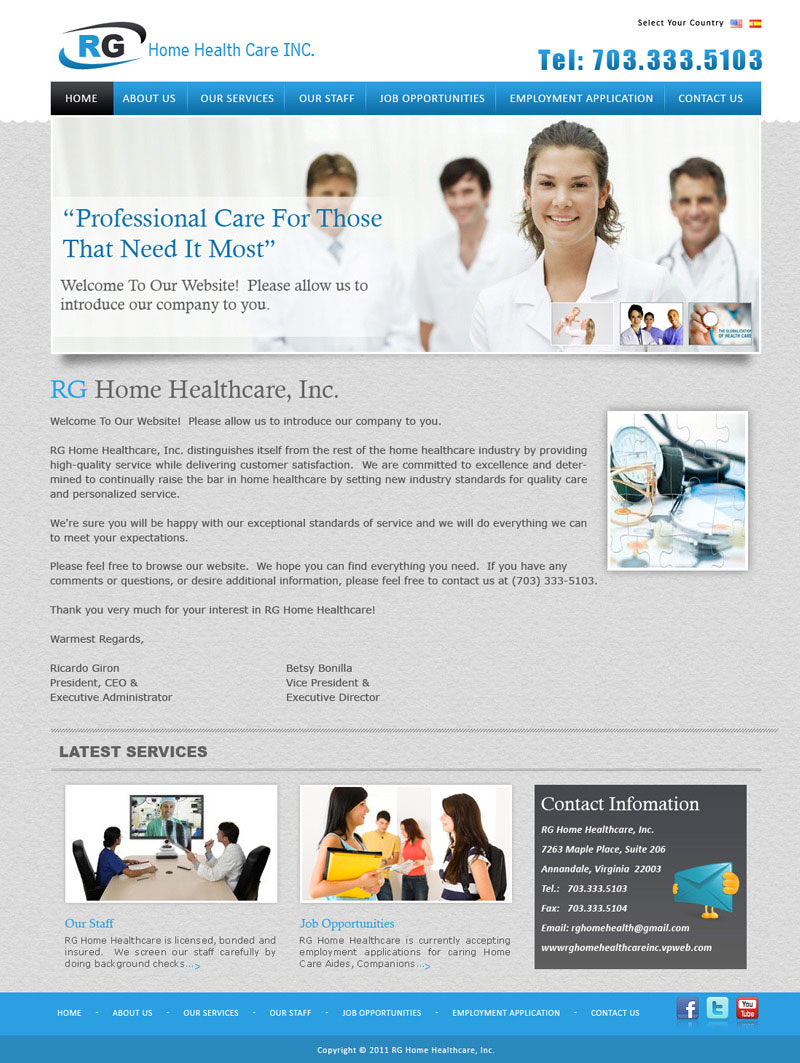 Select Your Country
RG Home Health Care INC.
Tel: 703.333.5103
HOME ABOUT US OUR SERVICES OUR STAFF JOB OPPORTUNITIES EMPLOYMENT APPLICATION CONTACT US
“Professional Care For Those
That Need It Most”
Welcome To Our Website! Please allow us to
introduce our company to you.
THE GLOBALIZATION
OF HEALTH CARE
RG Home Healthcare, Inc.
Welcome To Our Website! Please allow us to introduce our company to you.
RG Home Healthcare, Inc. distinguishes itself from the rest of the home healthcare industry by providing
high-quality service while delivering customer satisfaction. We are committed to excellence and deter-
mined to continually raise the bar in home healthcare by setting new industry standards for quality care
and personalized service.
We're sure you will be happy with our exceptional standards of service and we will do everything we can
to meet your expectations.
Please feel free to browse our website. We hope you can find everything you need. If you have any
comments or questions, or desire additional information, please feel free to contact us at (703) 333-5103.
Thank you very much for your interest in RG Home Healthcare!
Warmest Regards,
Ricardo Giron Betsy Bonilla
President, CEO & Vice President &
Executive Administrator Executive Director
LATEST SERVICES
Our Staff
RG Home Healthcare is licensed, bonded and
insured. We screen our staff carefully by
doing background checks...>
Job Opportunities
RG Home Healthcare is currently accepting
employment applications for caring Home
Care Aides, Companions...>
Contact Infomation
RG Home Healthcare, Inc.
7263 Maple Place, Suite 206
Annandale, Virginia 22003
Tel.: 703.333.5103
Fax: 703.333.5104
Email: rghomehealth@gmail.com
wwwrghomehealthcareinc.vpweb.com
HOME - ABOUT US - OUR SERVICES - OUR STAFF - JOB OPPORTUNITIES - EMPLOYMENT APPLICATION - CONTACT US
f t You Tube
Copyright © 2011 RG Home Healthcare, Inc.